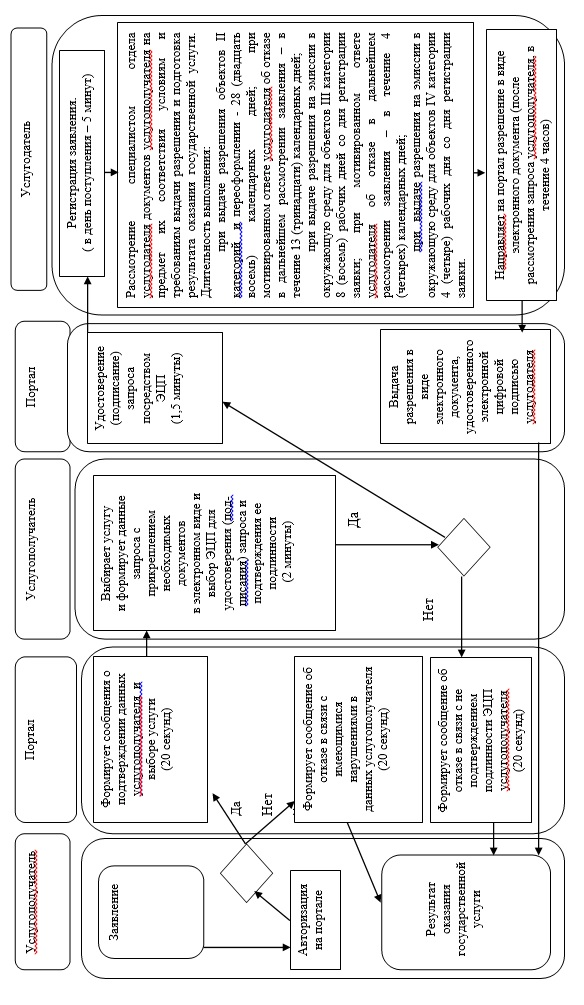 Услугополучатель
Заявление
Авторизация
на портале
Результат
оказания
государственной
услуги
Портал
Формирует сообщения о
подтверждении данных
услугополучателя и
выборе услуги
(20 секунд)
Да
Нет
Формирует сообщение об
отказе в связи с
имеющимися
нарушениями в
данных услугополучателя
(20 секунд)
Формирует сообщение об
отказе в связи с не
подтверждением
подлинности ЭЦП
услугополучателя
(20 секунд)
Услугополучатель
Выбирает услугу
и формирует данные
запроса с
прикреплением
необходимых
документов
в электронном виде и
выбор ЭЦП для
удостоверения (под-
писания) запроса и
подтверждения ее
подлинности
(2 минуты)
Да
Нет
Портал
Удостоверение
(подписание)
запроса
посредством
ЭЦП
(1,5 минуты)
Выдача
разрешения в
виде
электронного
документа,
удостоверенного
электронной
цифровой
подписью
услугодателя
Услугодатель
Регистрация заявления.
( в день поступления – 5 минут)
Рассмотрение специалистом отдела
услугодателя документов услугополучателя на
предмет их соответствия условиям и
требованиям выдачи разрешения и подготовка
результата оказания государственной услуги.
Длительность выполнения:
при выдаче разрешения объектов II
категорий и переоформлении - 28 (двадцать
восемь) календарных дней; при
мотивированном ответе услугодателя об отказе
в дальнейшем рассмотрении заявления – в
течение 13 (тринадцати) календарных дней;
при выдаче разрешения на эмиссии в
окружающую среду для объектов III категории
8 (восемь) рабочих дней со дня регистрации
заявки; при мотивированном ответе
услугодателя об отказе в дальнейшем
рассмотрении заявления – в течение 4
(четырех) календарных дней;
при выдаче разрешения на эмиссии в
окружающую среду для объектов IV категории
4 (четыре) рабочих дня со дня регистрации
заявки.
Направляет на портал разрешение в виде
электронного документа (после
рассмотрения запроса услугополучателя, в
течение 4 часов)